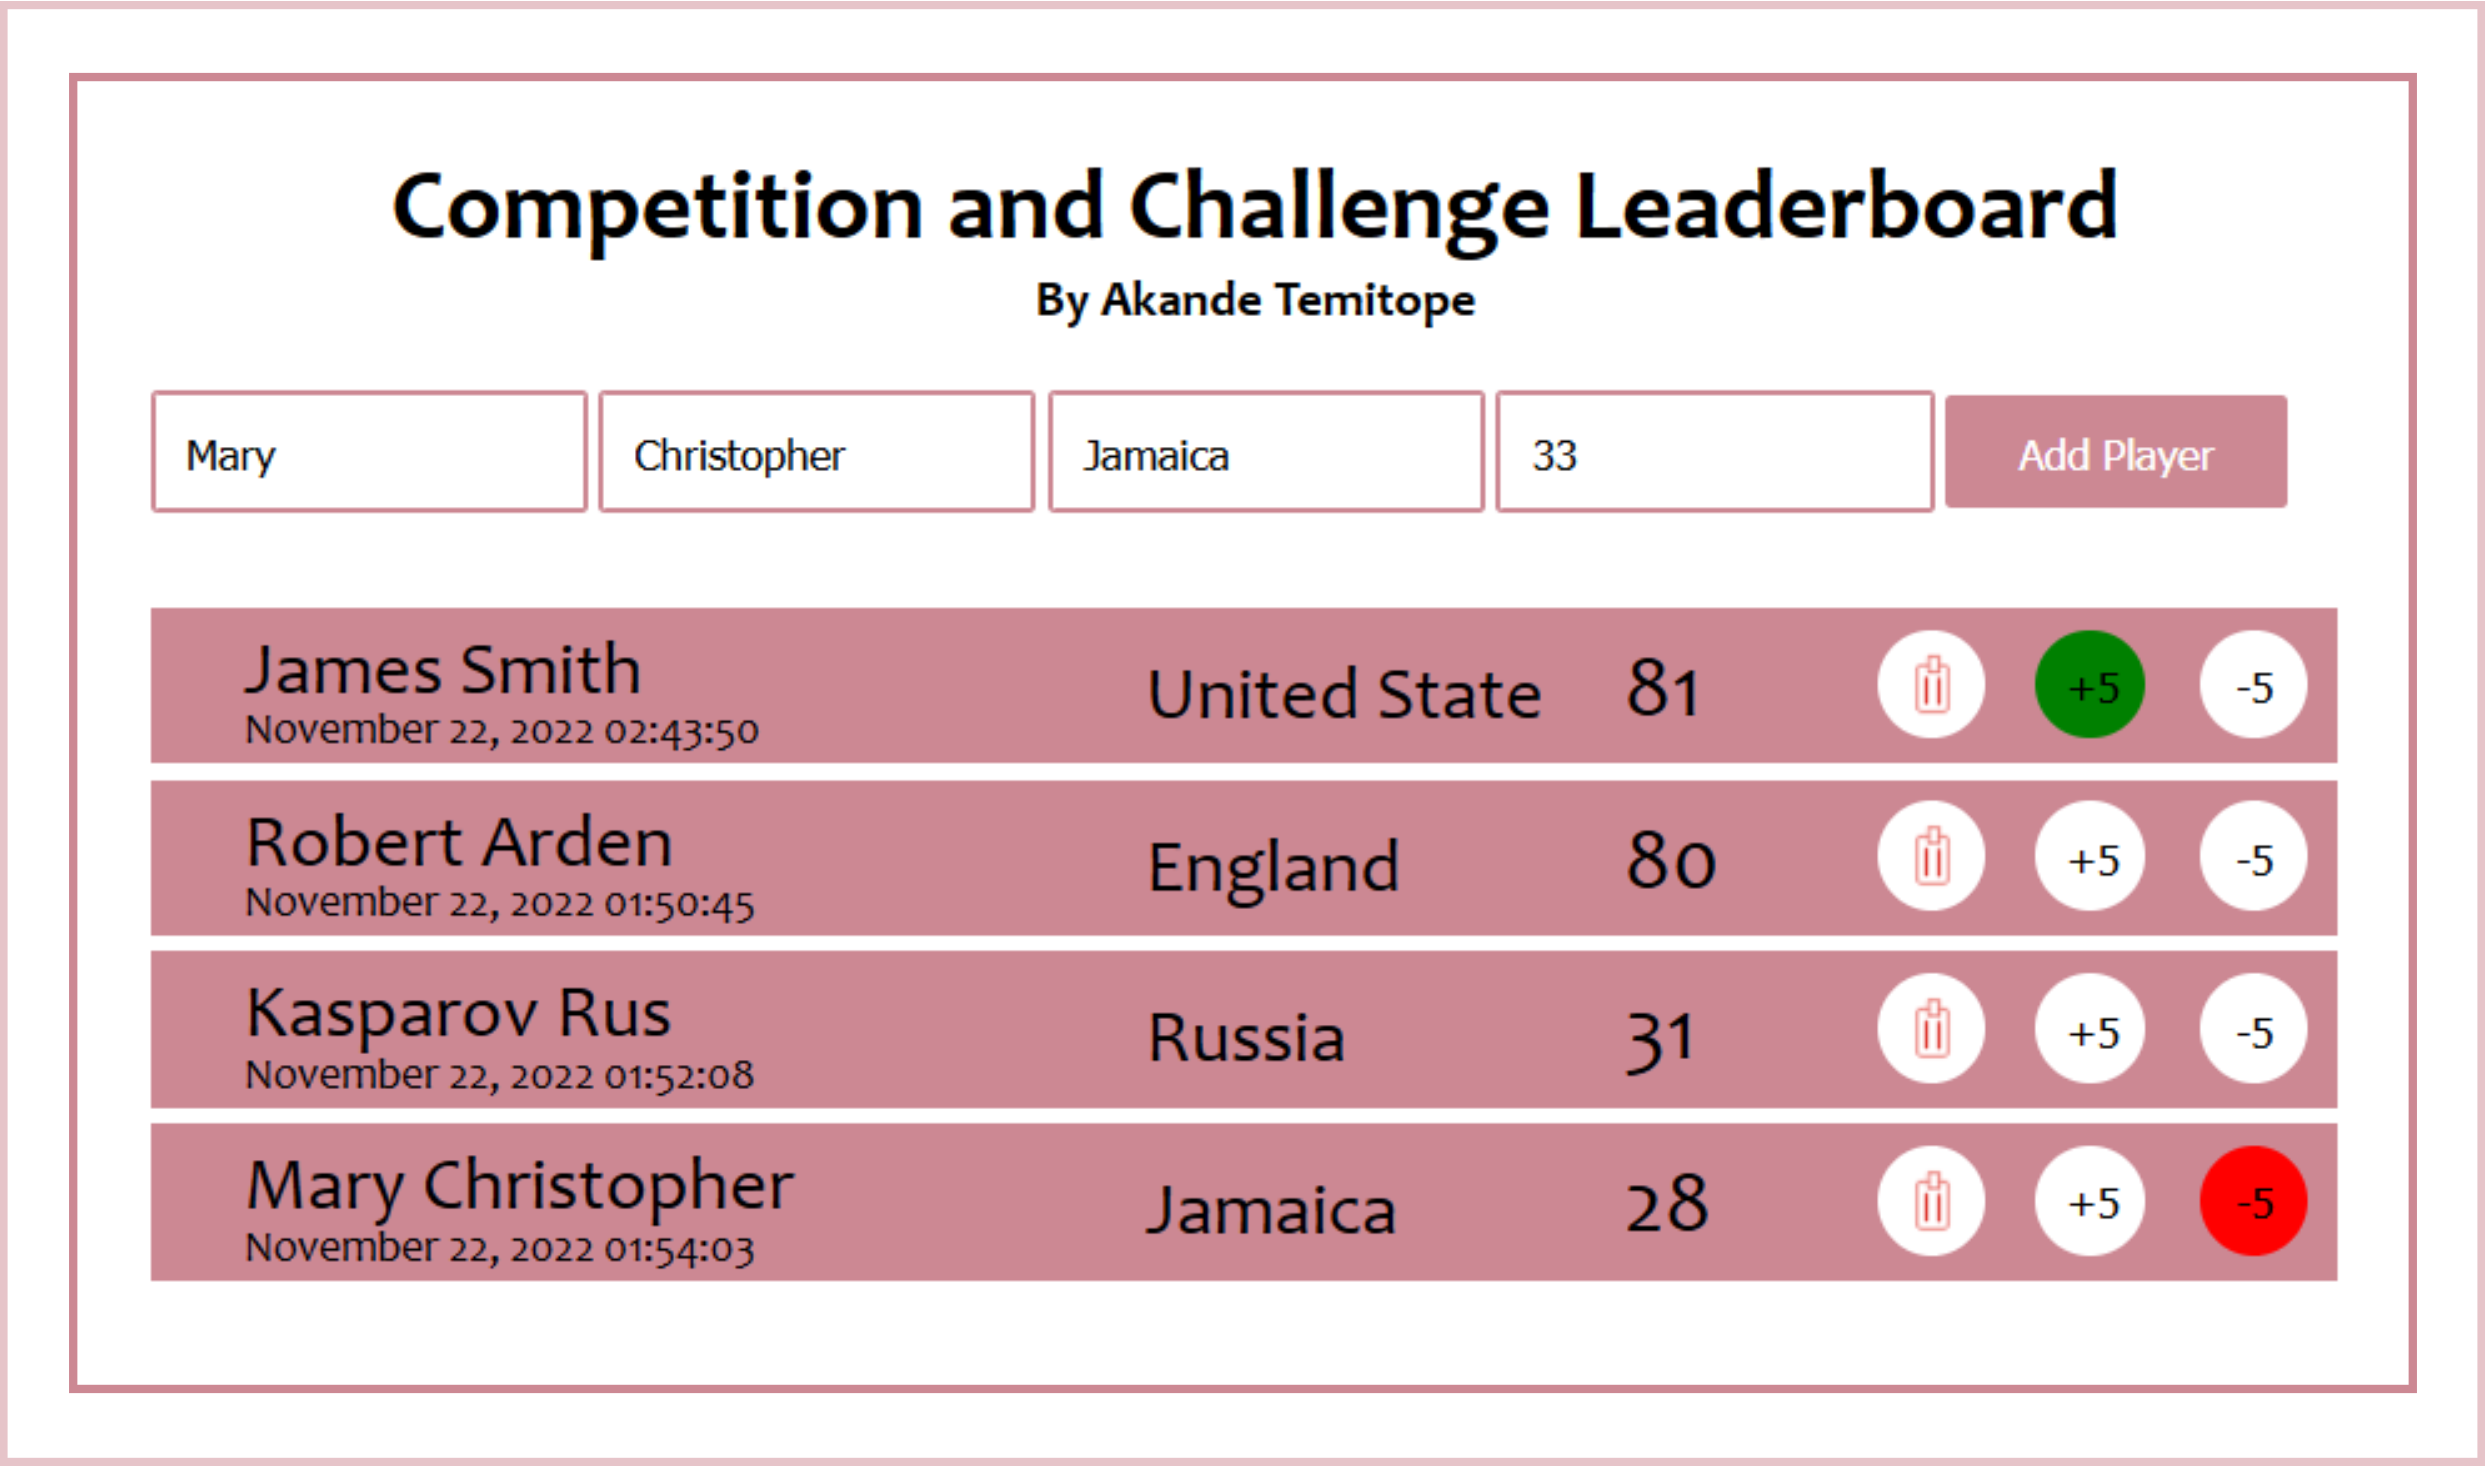 Competition and Challenge Leaderboard
By Akande Temitope
Mary Christopher Jamaica 33 Add Player
James Smith
November 22, 2022 02:43:50
United State 81 +5 -5
Robert Arden
November 22, 2022 01:50:45
England 80 +5 -5
Kasparov Rus
November 22, 2022 01:52:08
Russia 31 +5 -5
Mary Christopher
November 22, 2022 01:54:03
Jamaica 28 +5 -5